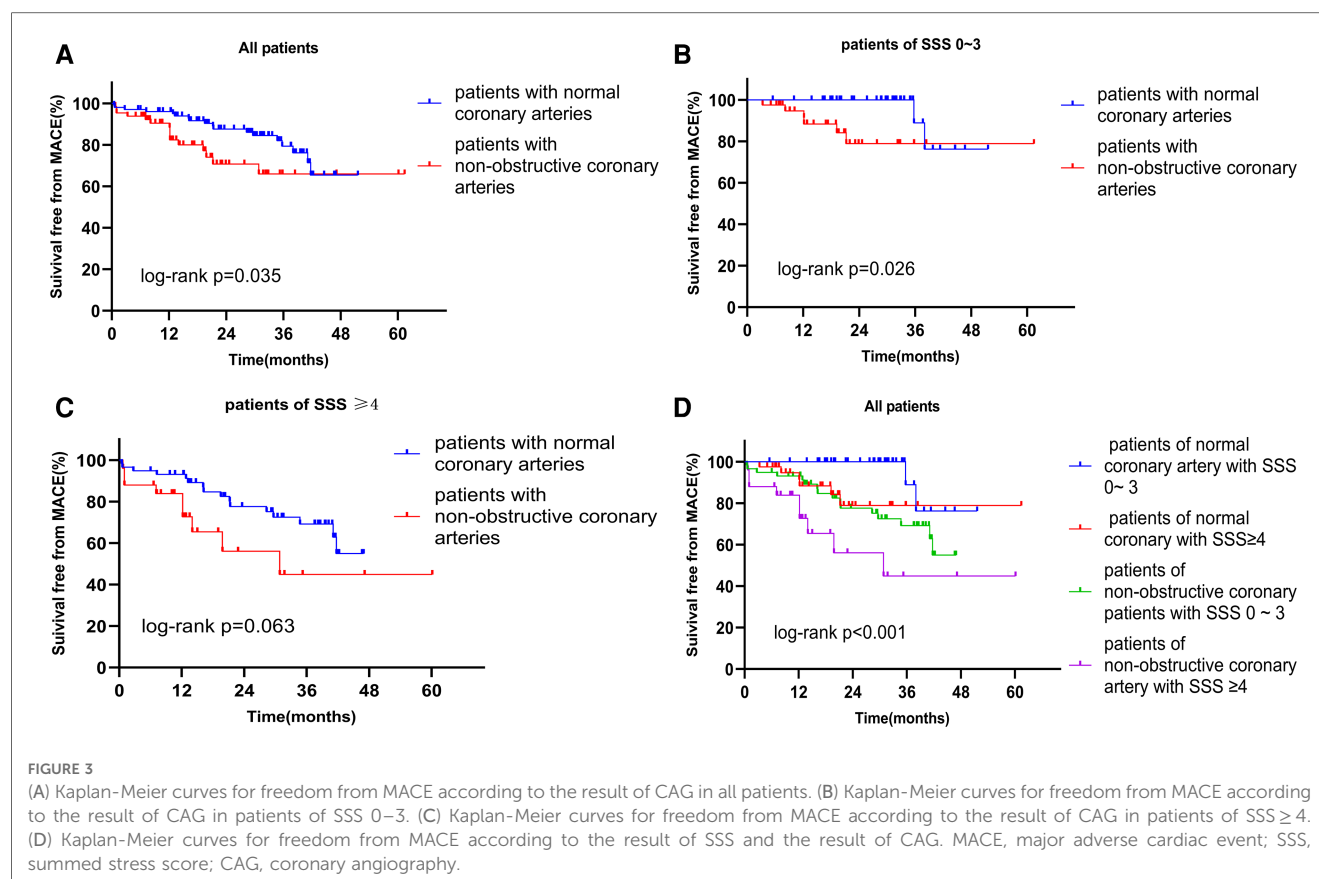 A
All patients
Suivival free from MACE(%)
100
80
60
40
20
0
0 12 24 36 48 60
Time(months)
log-rank p=0.035
patients with normal
coronary arteries
patients with
non-obstructive coronary
arteries
B
patients of SSS 0~3
Suivival free from MACE(%)
100
80
60
40
20
0
0 12 24 36 48 60
Time(months)
log-rank p=0.026
patients with normal
coronary arteries
patients with
non-obstructive coronary
arteries
C
patients of SSS ≥4
Suivival free from MACE(%)
100
80
60
40
20
0
0 12 24 36 48 60
Time(months)
log-rank p=0.063
patients with normal
coronary arteries
patients with
non-obstructive coronary
arteries
D
All patients
Suivival free from MACE(%)
100
80
60
40
20
0
0 12 24 36 48 60
Time(months)
log-rank p<0.001
patients of normal
coronary artery with SSS
0~ 3
patients of normal
coronary with SSS≥4
patients of
non-obstructive coronary
patients with SSS 0 ~ 3
patients of
non-obstructive coronary
artery with SSS ≥4
FIGURE 3
(A) Kaplan-Meier curves for freedom from MACE according to the result of CAG in all patients. (B) Kaplan-Meier curves for freedom from MACE according
to the result of CAG in patients of SSS 0–3. (C) Kaplan-Meier curves for freedom from MACE according to the result of CAG in patients of SSS ≥ 4.
(D) Kaplan-Meier curves for freedom from MACE according to the result of SSS and the result of CAG. MACE, major adverse cardiac event; SSS,
summed stress score; CAG, coronary angiography.